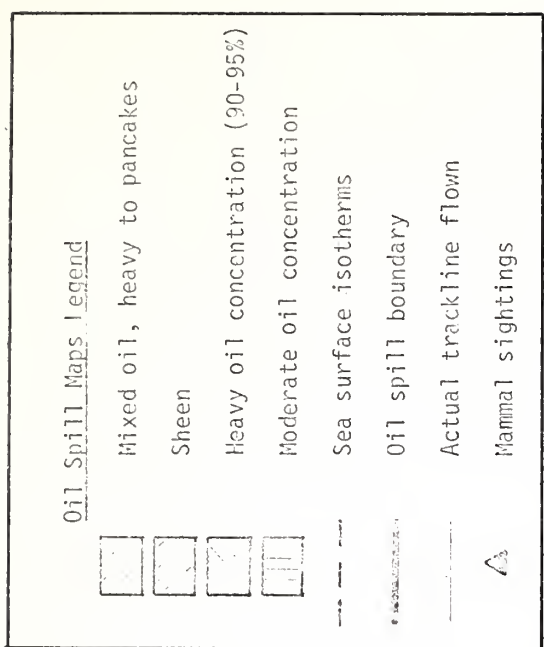 Oil Spill Maps Legend
Mixed oil, heavy to pancakes
Sheen
Heavy oil concentration (90-95%)
Moderate oil concentration
Sea surface isotherms
Oil spill boundary
Actual trackline flown
Mammal sightings